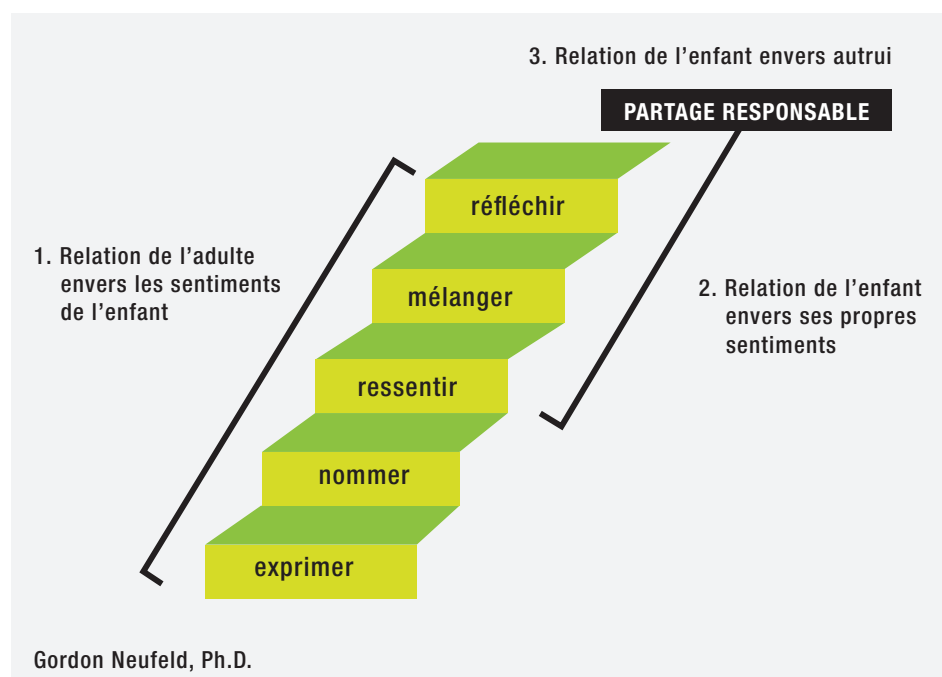 3. Relation de l’enfant envers autrui
PARTAGE RESPONSABLE
réfléchir
1. Relation de l’adulte
envers les sentiments
de l’enfant
mélanger
2. Relation de l’enfant
envers ses propres
sentiments
ressentir
nommer
exprimer
Gordon Neufeld, Ph.D.